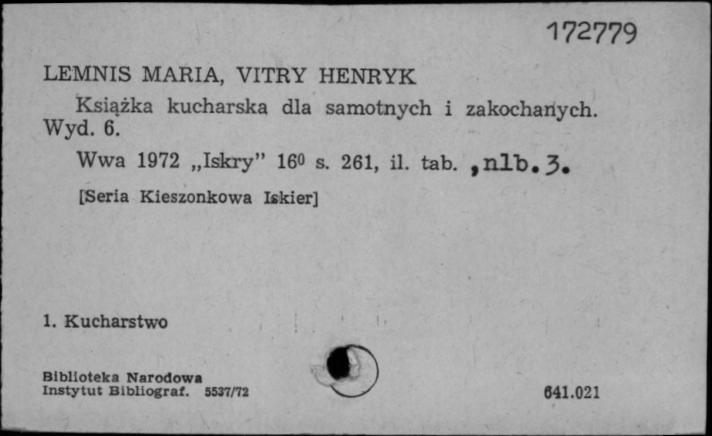 172779
LEMNIS MARIA, VITRY HENRYK
Książka kucharska dla samotnych i zakochanych.
Wyd. 6.
Wwa 1972 „Iskry” 16⁰ s. 261, il. tab. , nlb. 3.
[Seria Kieszonkowa Iskier]
1. Kucharstwo
Biblioteka Narodowa
Instytut Bibliograf. 5537/72
641.021